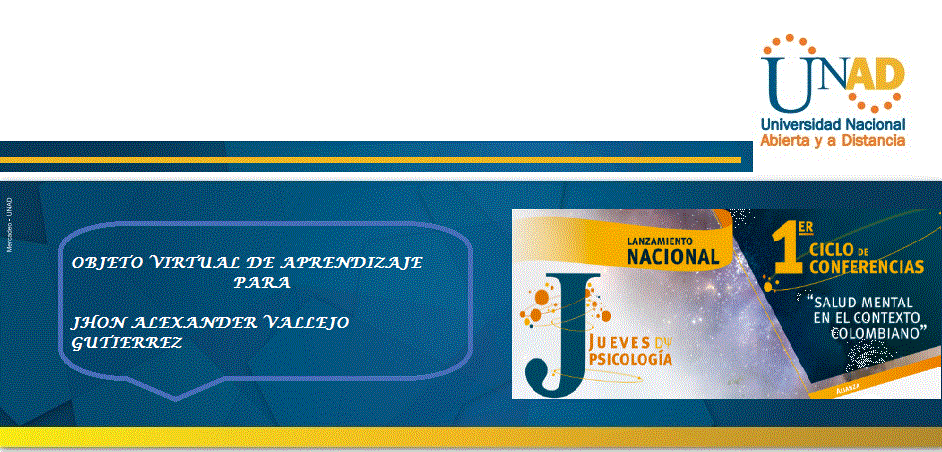 UNAD
Universidad Nacional
Abierta y a Distancia
Mercadeo - UNAD
OBJETO VIRTUAL DE APRENDIZAJE
PARA
JHON ALEXANDER VALLEJO
GUTIERREZ
LANZAMIENTO
NACIONAL
J
JUEVES DE
PSICOLOGÍA
1ER
CICLO DE
CONFERENCIAS
"SALUD MENTAL
EN EL CONTEXTO
COLOMBIANO"
ALIANZA